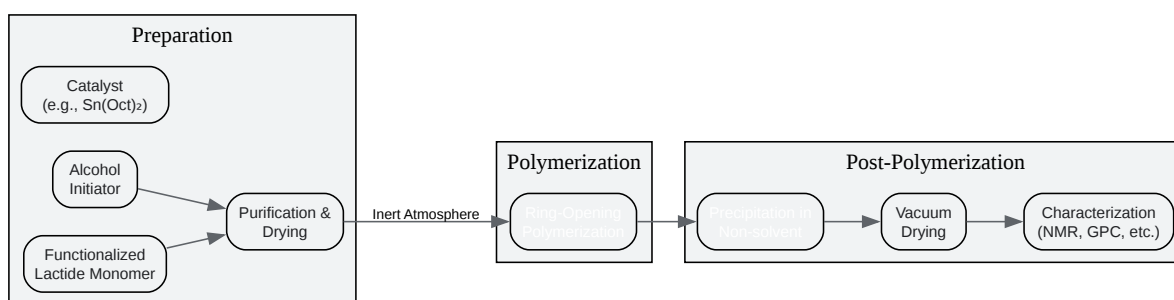 Preparation
Catalyst
(e.g., Sn(Oct)₂)
Alcohol
Initiator
Functionalized
Lactide Monomer
Purification &
Drying
Inert Atmosphere
Polymerization
Ring-Opening
Polymerization
Post-Polymerization
Precipitation in
Non-solvent
Vacuum
Drying
Characterization
(NMR, GPC, etc.)